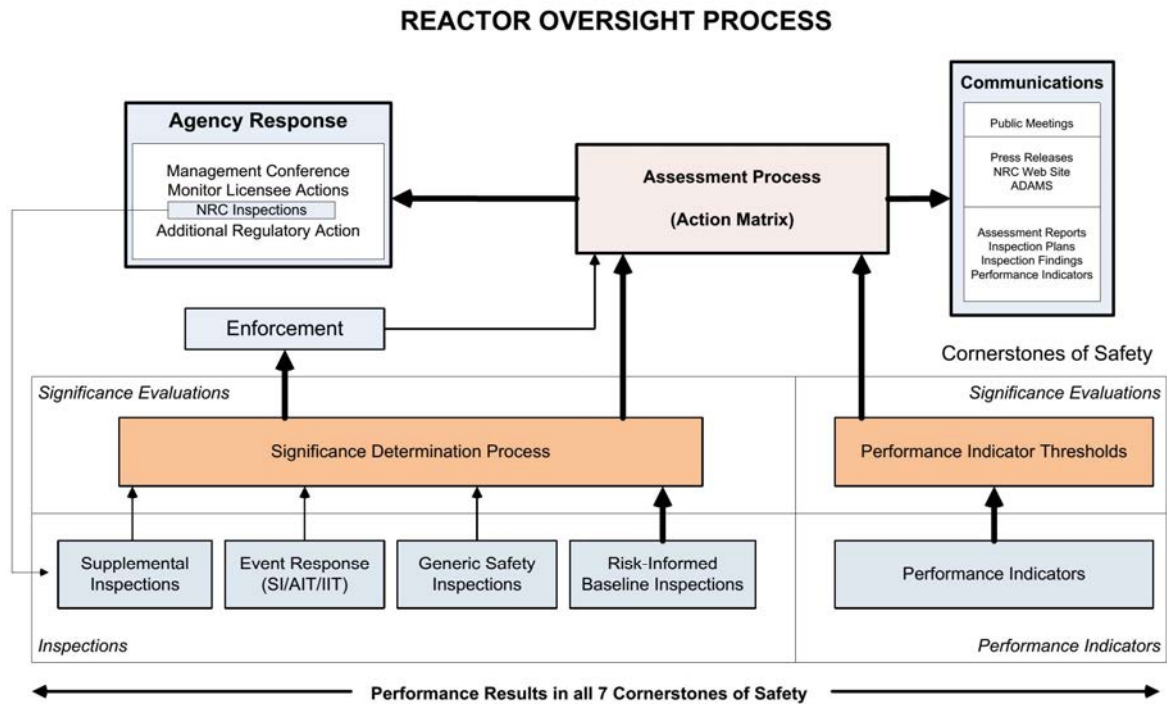 REACTOR OVERSIGHT PROCESS
Agency Response
Management Conference
Monitor Licensee Actions
NRC Inspections
Additional Regulatory Action
Assessment Process
(Action Matrix)
Communications
Public Meetings
Press Releases
NRC Web Site
ADAMS
Assessment Reports
Inspection Plans
Inspection Findings
Performance Indicators
Enforcement
Cornerstones of Safety
Significance Evaluations
Significance Evaluations
Significance Determination Process
Performance Indicator Thresholds
Supplemental
Inspections
Event Response
(SI/AIT/IIT)
Generic Safety
Inspections
Risk-Informed
Baseline Inspections
Performance Indicators
Inspections
Performance Indicators
Performance Results in all 7 Cornerstones of Safety